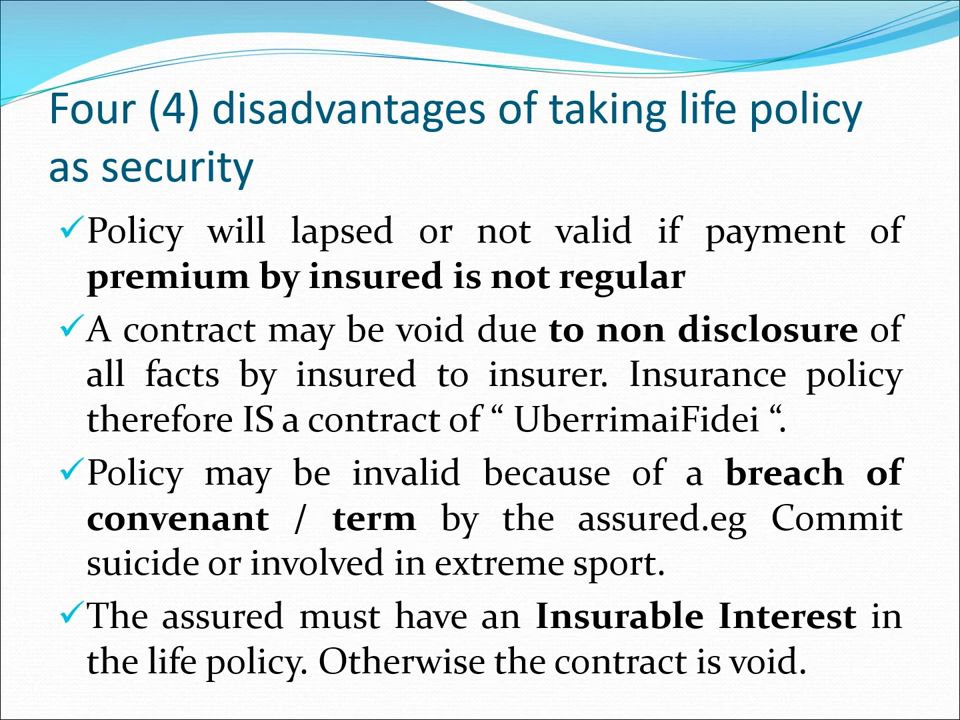 Four (4) disadvantages of taking life policy
as security
✓Policy will lapsed or not valid if payment of
premium by insured is not regular
✓A contract may be void due to non disclosure of
all facts by insured to insurer. Insurance policy
therefore IS a contract of “ UberrimaiFidei “.
✓Policy may be invalid because of a breach of
convenant / term by the assured.eg Commit
suicide or involved in extreme sport.
✓The assured must have an Insurable Interest in
the life policy. Otherwise the contract is void.